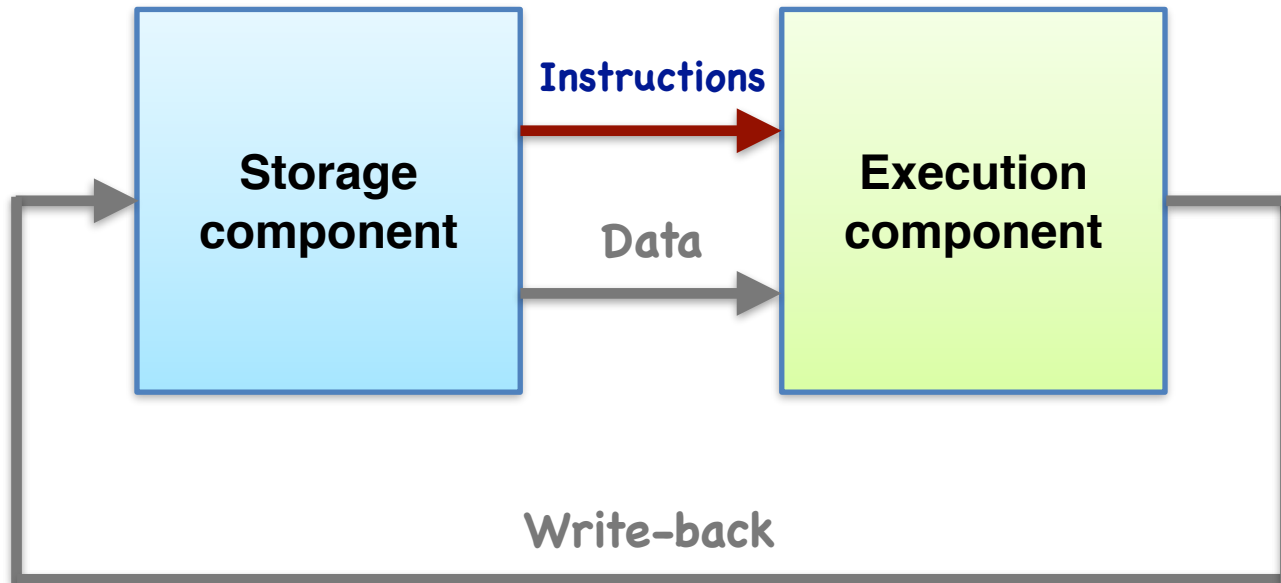 Instructions
Storage
component
Execution
component
Data
Write-back